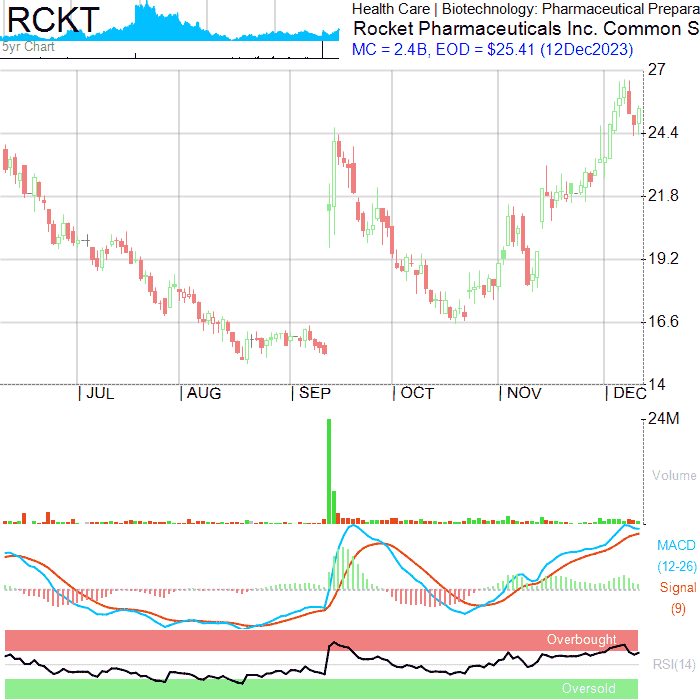 RCKT
5yr Chart
Health Care | Biotechnology: Pharmaceutical Prepara
Rocket Pharmaceuticals Inc. Common S
MC = 2.4B, EOD = $25.41 (12Dec2023)
27
24.4
21.8
19.2
16.6
14
|JUL |AUG |SEP |OCT |NOV |DEC
24M
Volume
MACD
(12-26)
Signal
(9)
Overbought
RSI(14)
Oversold